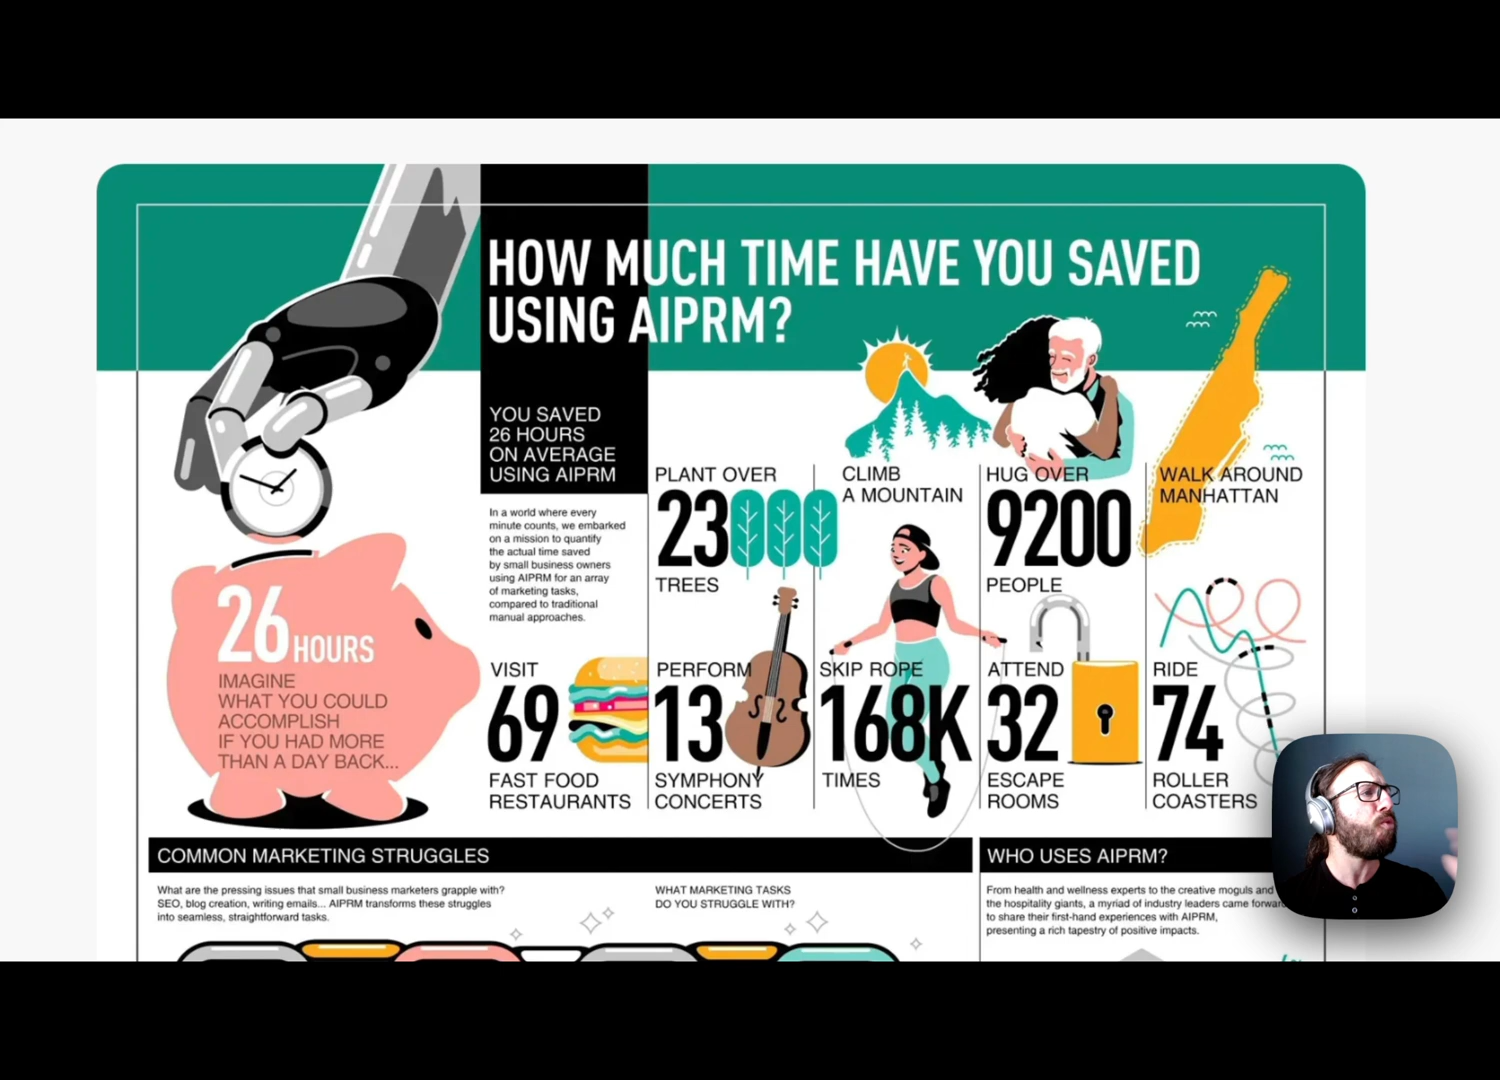 HOW MUCH TIME HAVE YOU SAVED
USING AIPRM?
YOU SAVED
26 HOURS
ON AVERAGE
USING AIPRM
In a world where every
minute counts, we embarked
on a mission to quantify
the actual time saved
by small business owners
using AIPRM for an array
of marketing tasks,
compared to traditional
manual approaches.
26 HOURS
IMAGINE
WHAT YOU COULD
ACCOMPLISH
IF YOU HAD MORE
THAN A DAY BACK...
PLANT OVER
23
TREES
CLIMB
A MOUNTAIN
HUG OVER
9200
PEOPLE
WALK AROUND
MANHATTAN
VISIT
69
FAST FOOD
RESTAURANTS
PERFORM
13
SYMPHONY
CONCERTS
SKIP ROPE
168K
TIMES
ATTEND
32
ESCAPE
ROOMS
RIDE
74
ROLLER
COASTERS
COMMON MARKETING STRUGGLES
What are the pressing issues that small business marketers grapple with?
SEO, blog creation, writing emails... AIPRM transforms these struggles
into seamless, straightforward tasks.
WHAT MARKETING TASKS
DO YOU STRUGGLE WITH?
WHO USES AIPRM?
From health and wellness experts to the creative moguls and
the hospitality giants, a myriad of industry leaders came forward
to share their first-hand experiences with AIPRM,
presenting a rich tapestry of positive impacts.